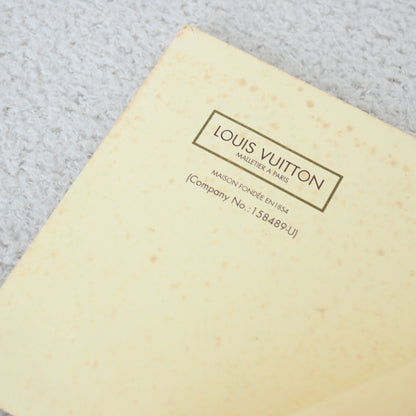 LOUIS VUITTON
MALLETIER A PARIS
MAISON FONDÉE EN 1854
(Company No.:158489-U)